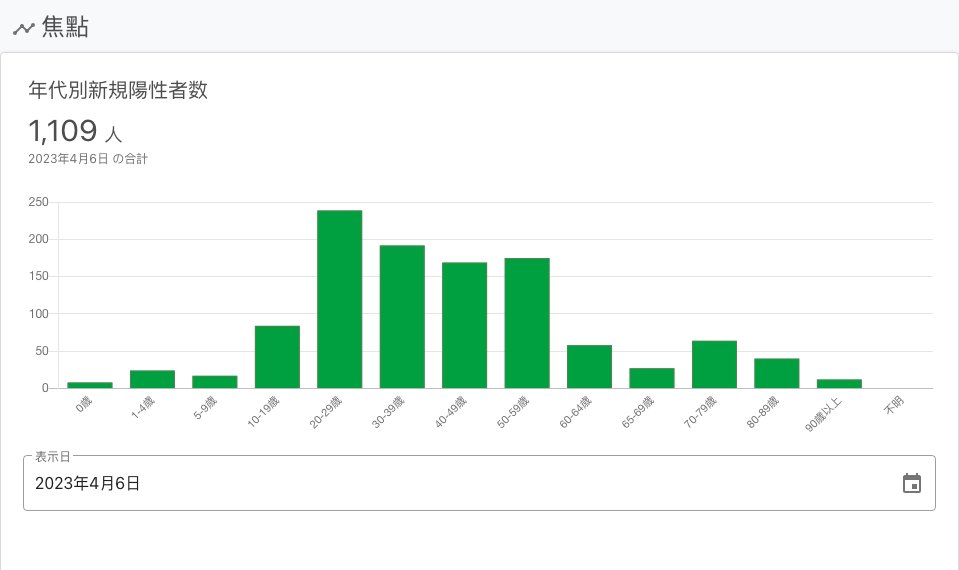 焦點
年代別新規陽性者数
1,109 人
2023年4月6日 の合計
250
200
150
100
50
0
0歳
1-4歳
5-9歳
10-19歳
20-29歳
30-39歳
40-49歳
50-59歳
60-64歳
65-69歳
70-79歳
80-89歳
90歳以上
不明
表示日
2023年4月6日